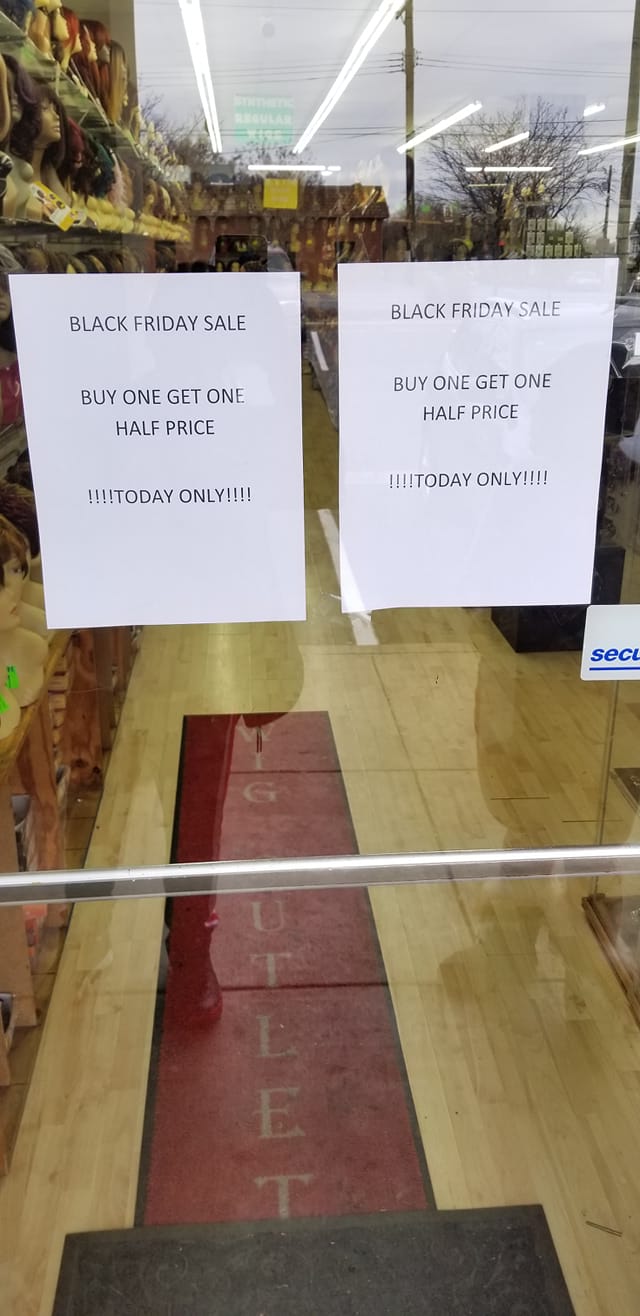 SYNTHETIC
REGULAR
BLACK FRIDAY SALE
BUY ONE GET ONE
HALF PRICE
!!!!TODAY ONLY!!!!
BLACK FRIDAY SALE
BUY ONE GET ONE
HALF PRICE
!!!!TODAY ONLY!!!!
secu
WIG
UTLET